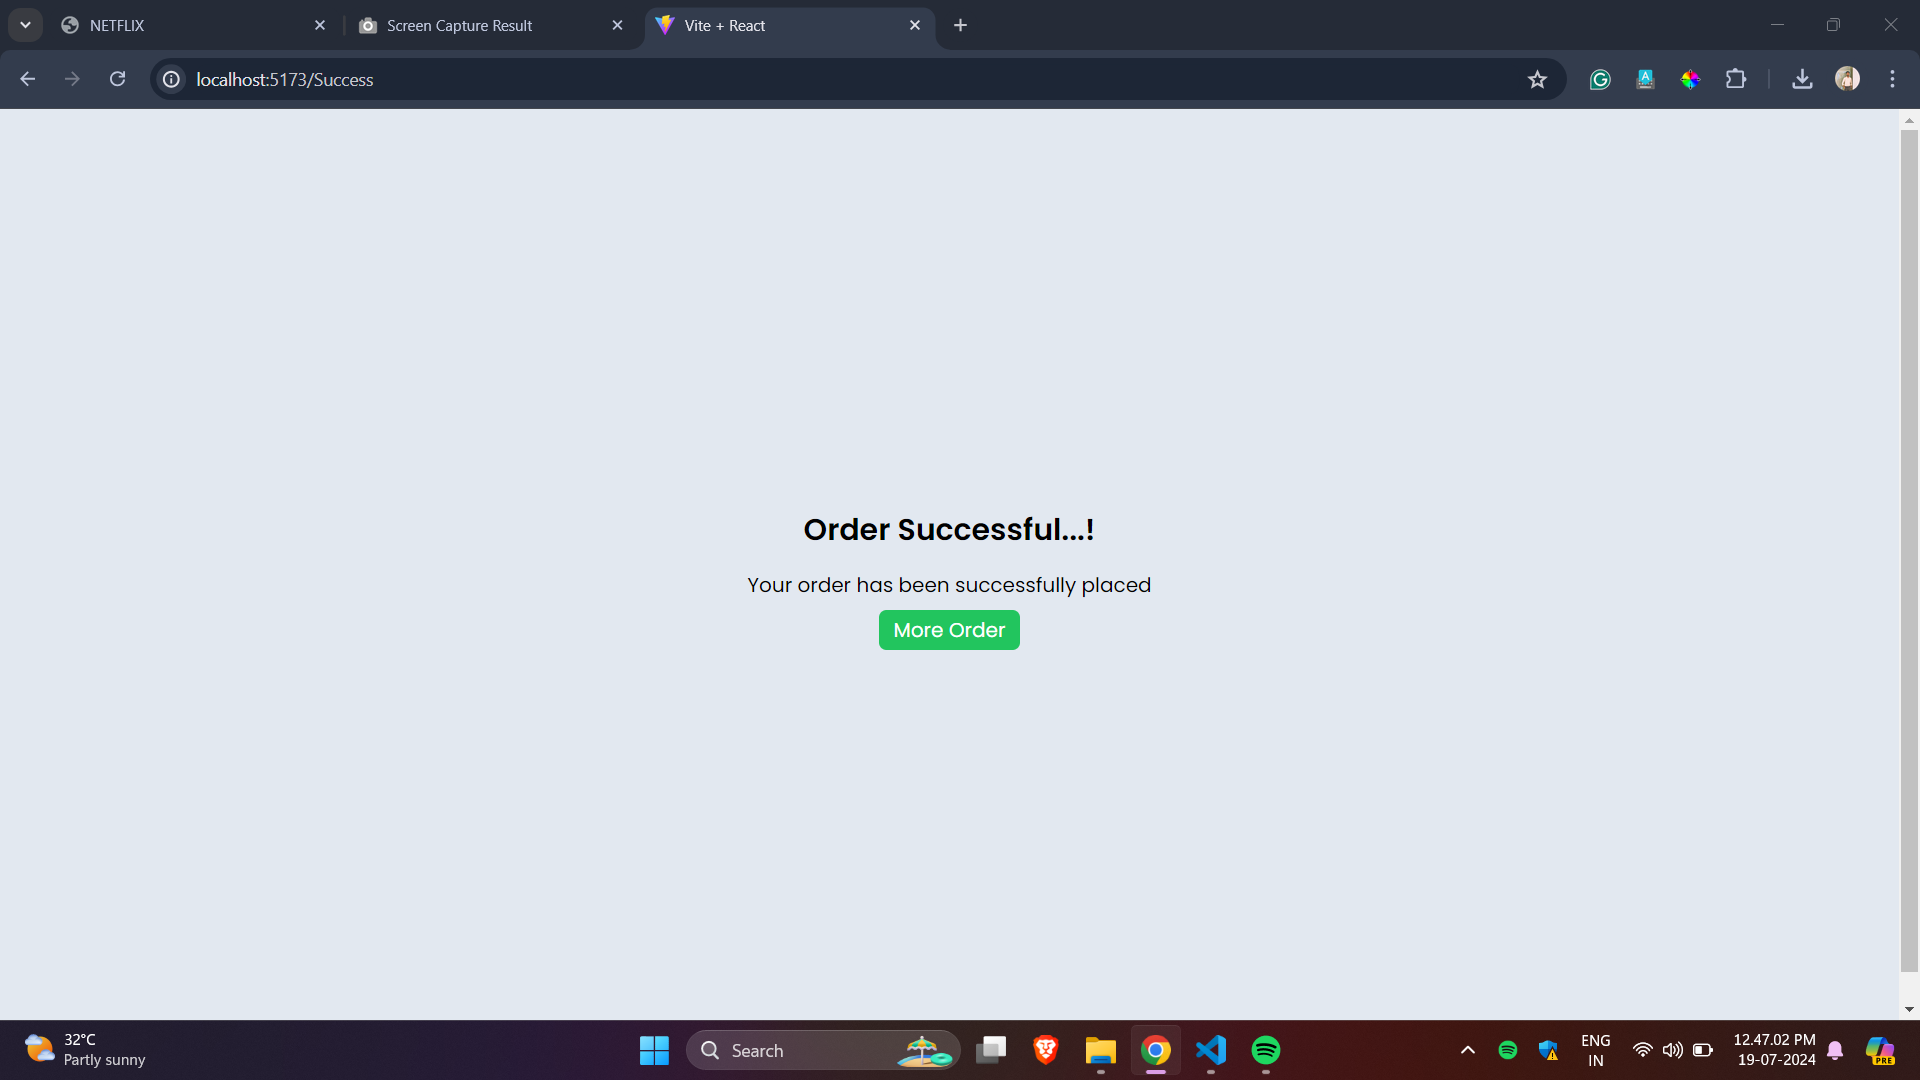 NETFLIX
Screen Capture Result
Vite + React
localhost:5173/Success
Order Successful...!
Your order has been successfully placed
More Order
32°C
Partly sunny
Search
ENG
IN
12.47.02 PM
19-07-2024
PRE